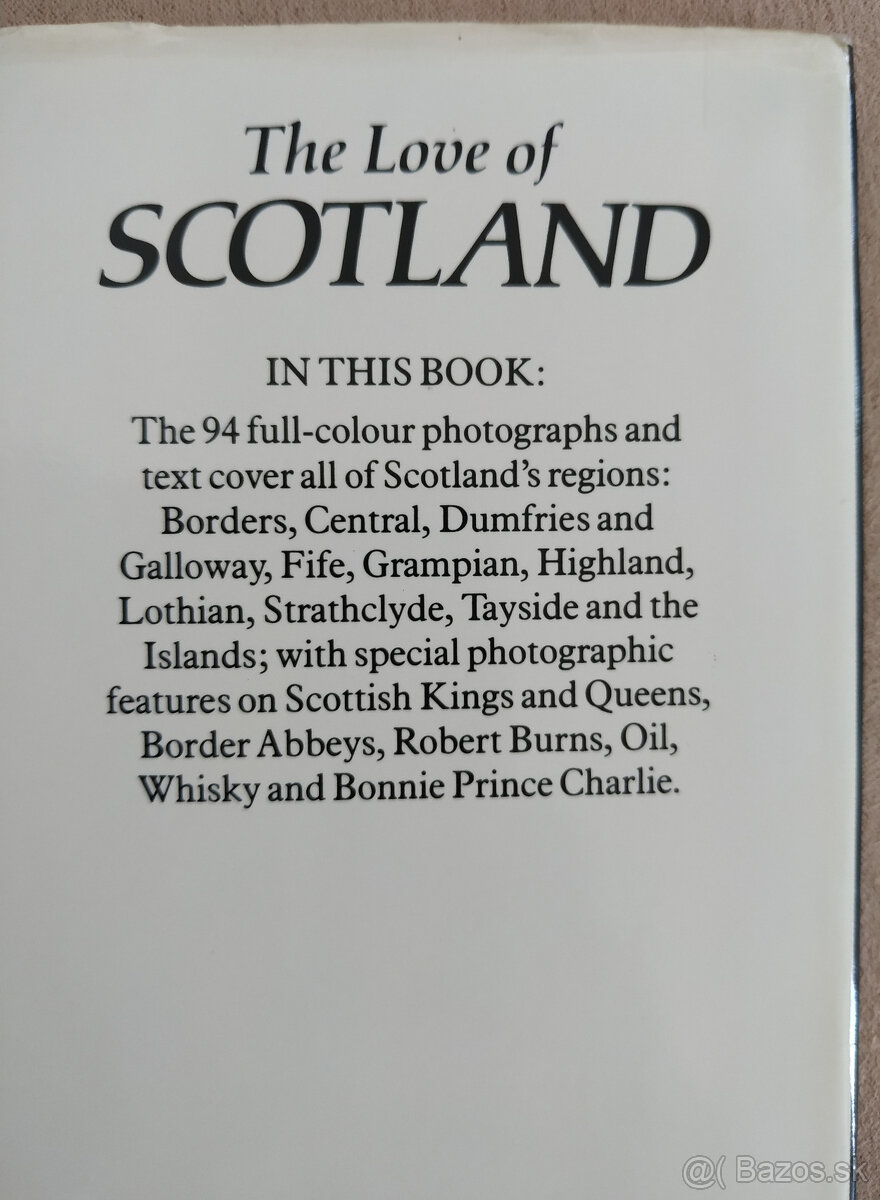 The Love of
SCOTLAND
IN THIS BOOK:
The 94 full-colour photographs and
text cover all of Scotland's regions:
Borders, Central, Dumfries and
Galloway, Fife, Grampian, Highland,
Lothian, Strathclyde, Tayside and the
Islands; with special photographic
features on Scottish Kings and Queens,
Border Abbeys, Robert Burns, Oil,
Whisky and Bonnie Prince Charlie.
@( Bazos.sk